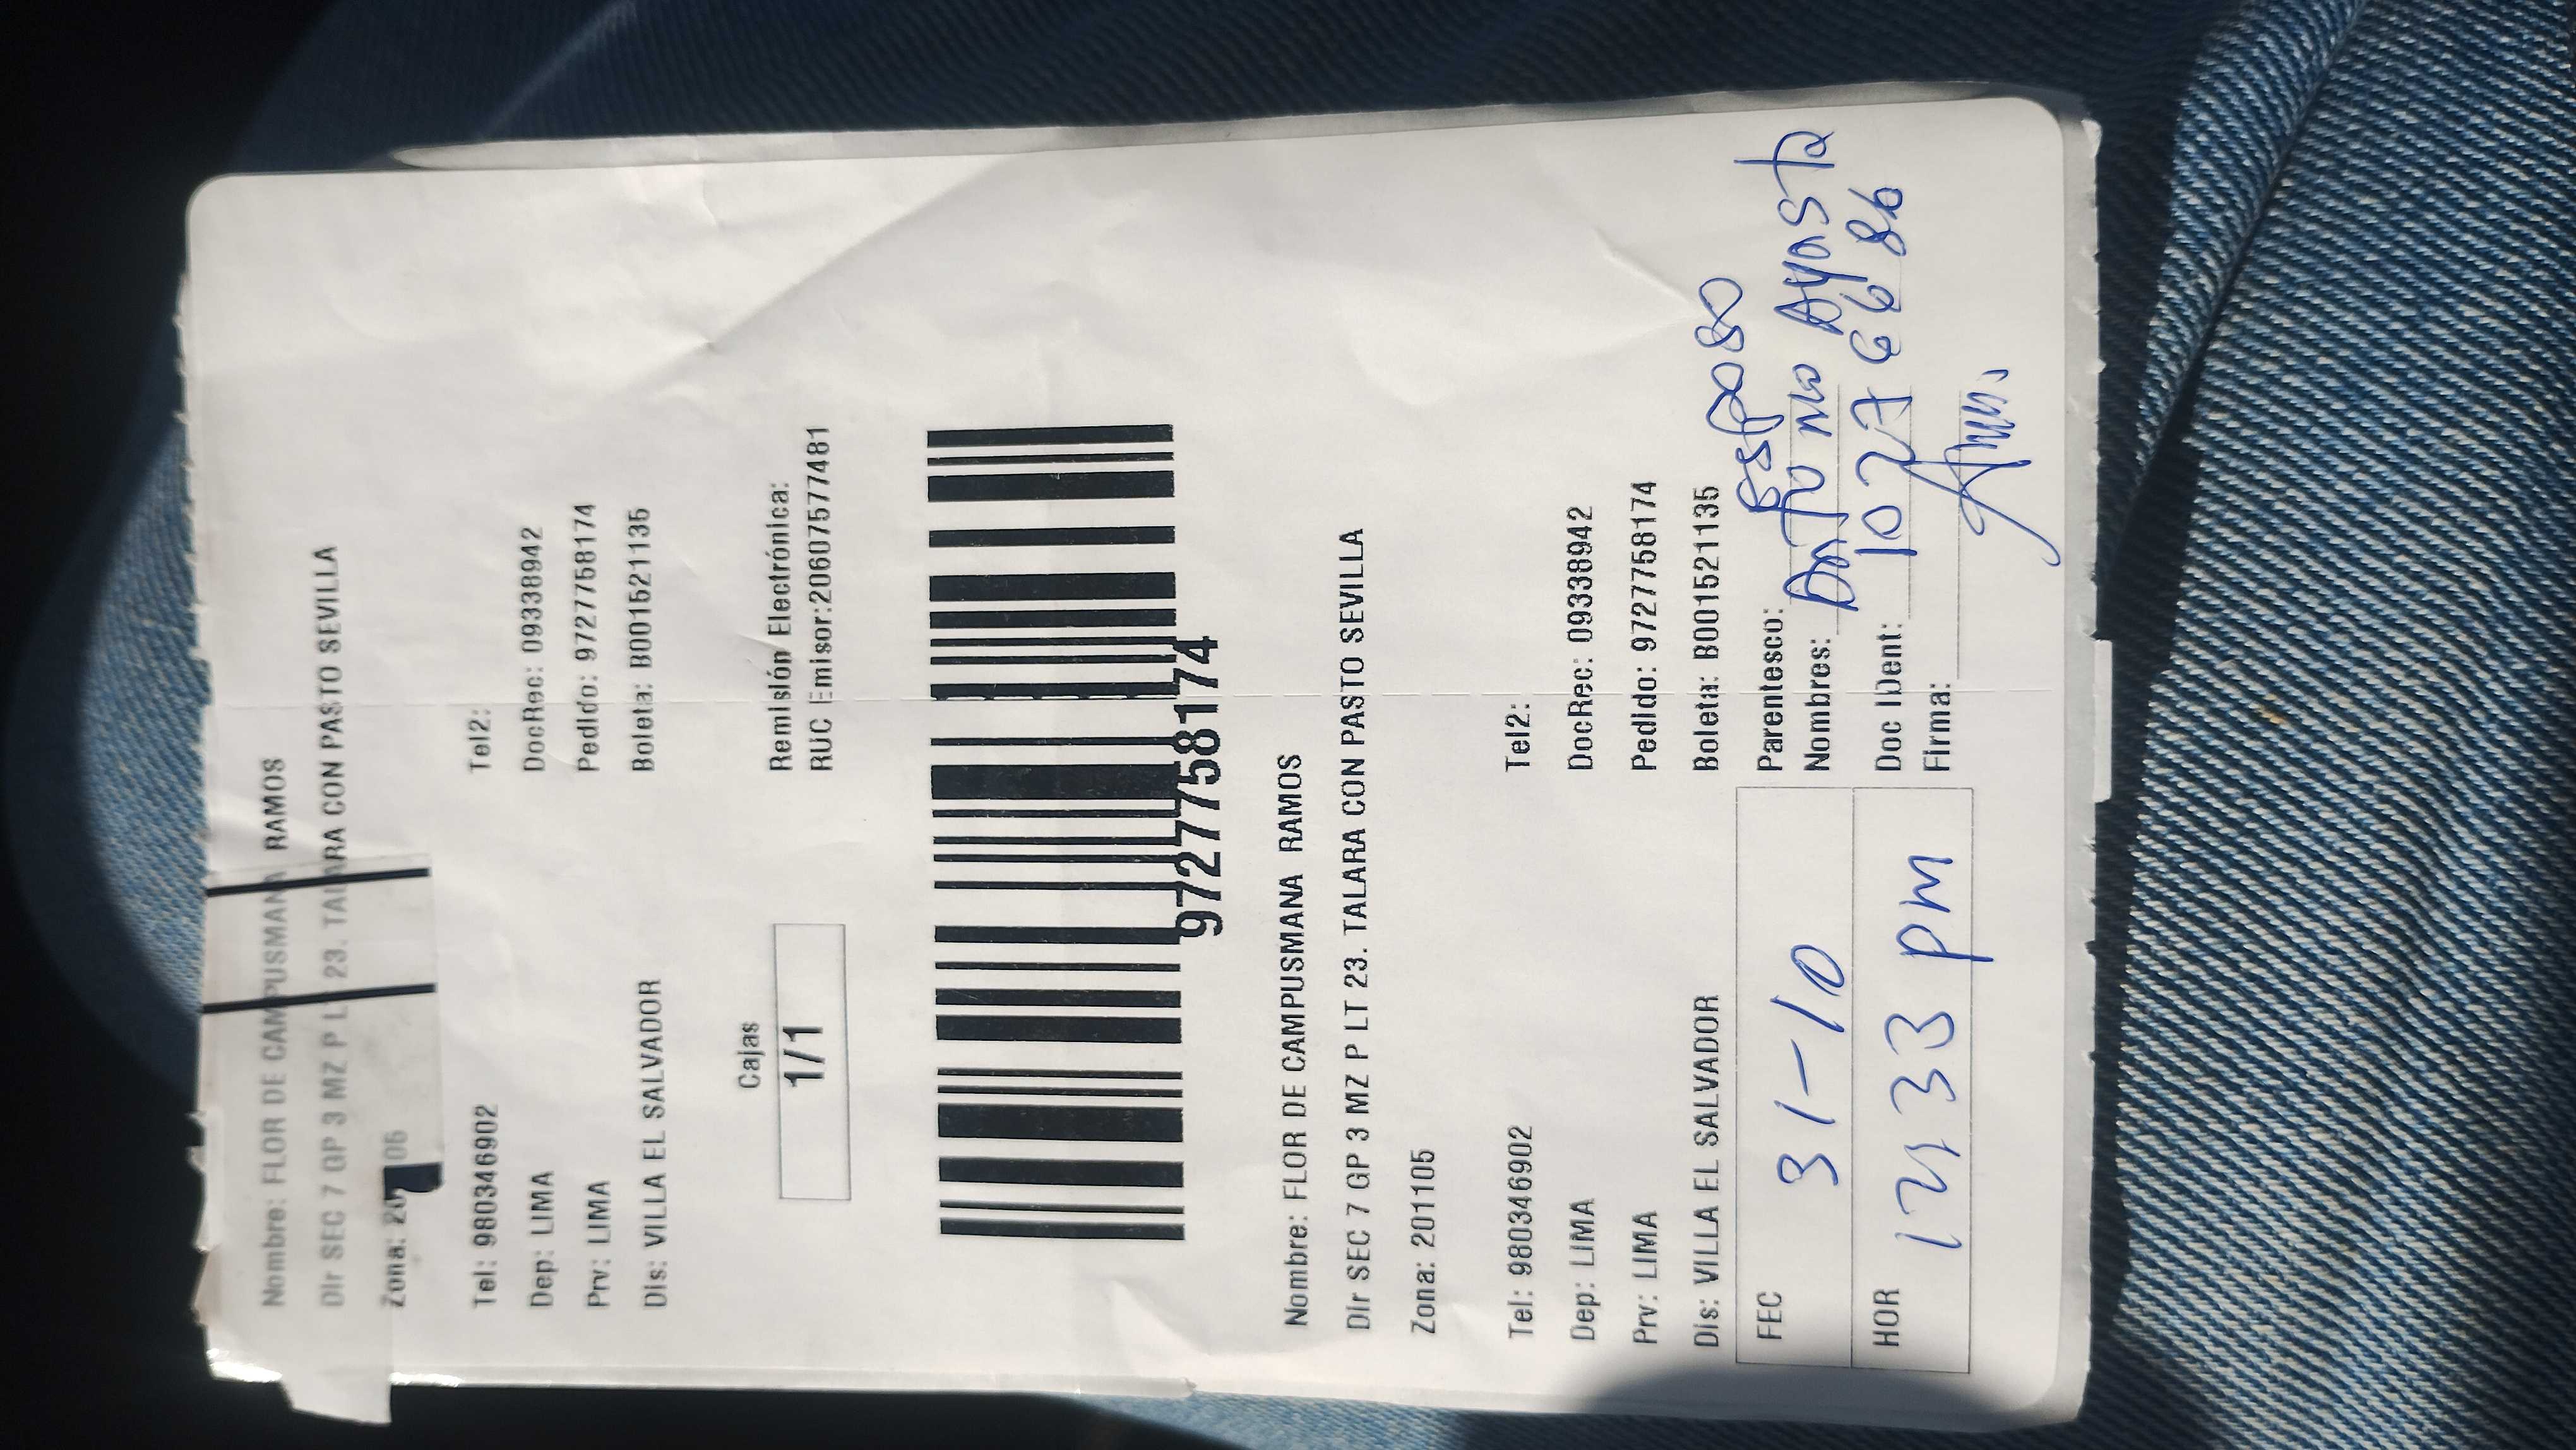 Nombre: FLOR DE CAMPUSMANA RAMOS
Dir SEC 7 GP 3 MZ P LT 23. TALARA CON PASTO SEVILLA
Zona: 201105
Tel: 980346902 Tel2:
Dep: LIMA DocRec: 09338942
Prv: LIMA Pedido: 9727758174
Dis: VILLA EL SALVADOR Boleta: B001521135
Cajas Remisión Electrónica:
1/1 RUC Emisor:20607577481
9727758174
Nombre: FLOR DE CAMPUSMANA RAMOS
Dir SEC 7 GP 3 MZ P LT 23. TALARA CON PASTO SEVILLA
Zona: 201105
Tel: 980346902 Tel2:
Dep: LIMA DocRec: 09338942
Prv: LIMA Pedido: 9727758174
Dis: VILLA EL SALVADOR Boleta: B001521135
FEC 31-10 Parentesco: Esposo
Nombres: Ayasta
HOR 12:33 pm Doc IDent: 10276686
Firma: